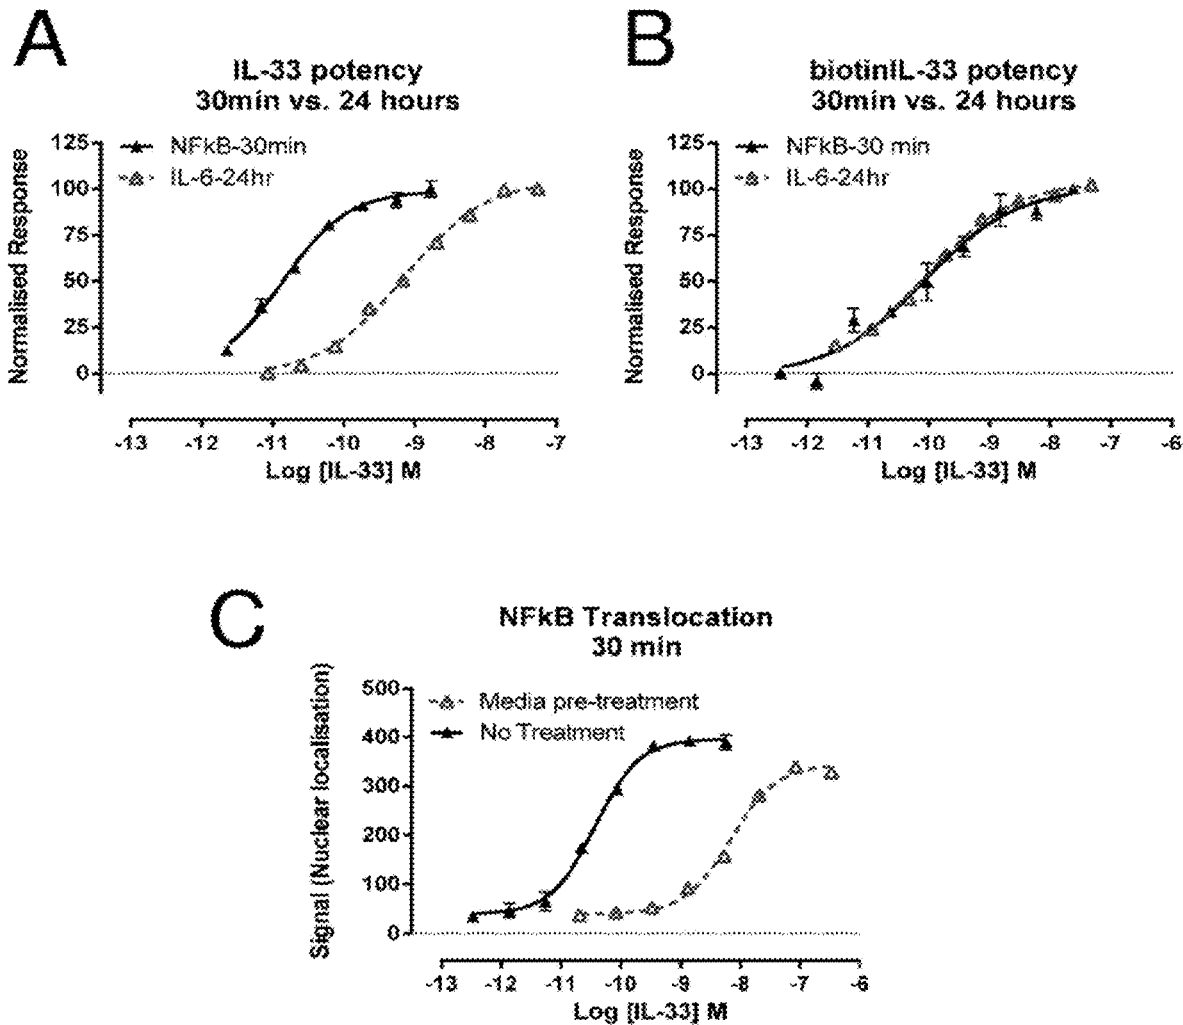 A
IL-33 potency
30min vs. 24 hours
NFkB-30min
IL-6-24hr
Normalised Response
125
100
75
50
25
0
-13 -12 -11 -10 -9 -8 -7
Log [IL-33] M
B
biotinIL-33 potency
30min vs. 24 hours
NFkB-30 min
IL-6-24hr
Normalised Response
125
100
75
50
25
0
-13 -12 -11 -10 -9 -8 -7 -6
Log [IL-33] M
C
NFkB Translocation
30 min
Media pre-treatment
No Treatment
Signal (Nuclear localisation)
500
400
300
200
100
0
-13 -12 -11 -10 -9 -8 -7 -6
Log [IL-33] M